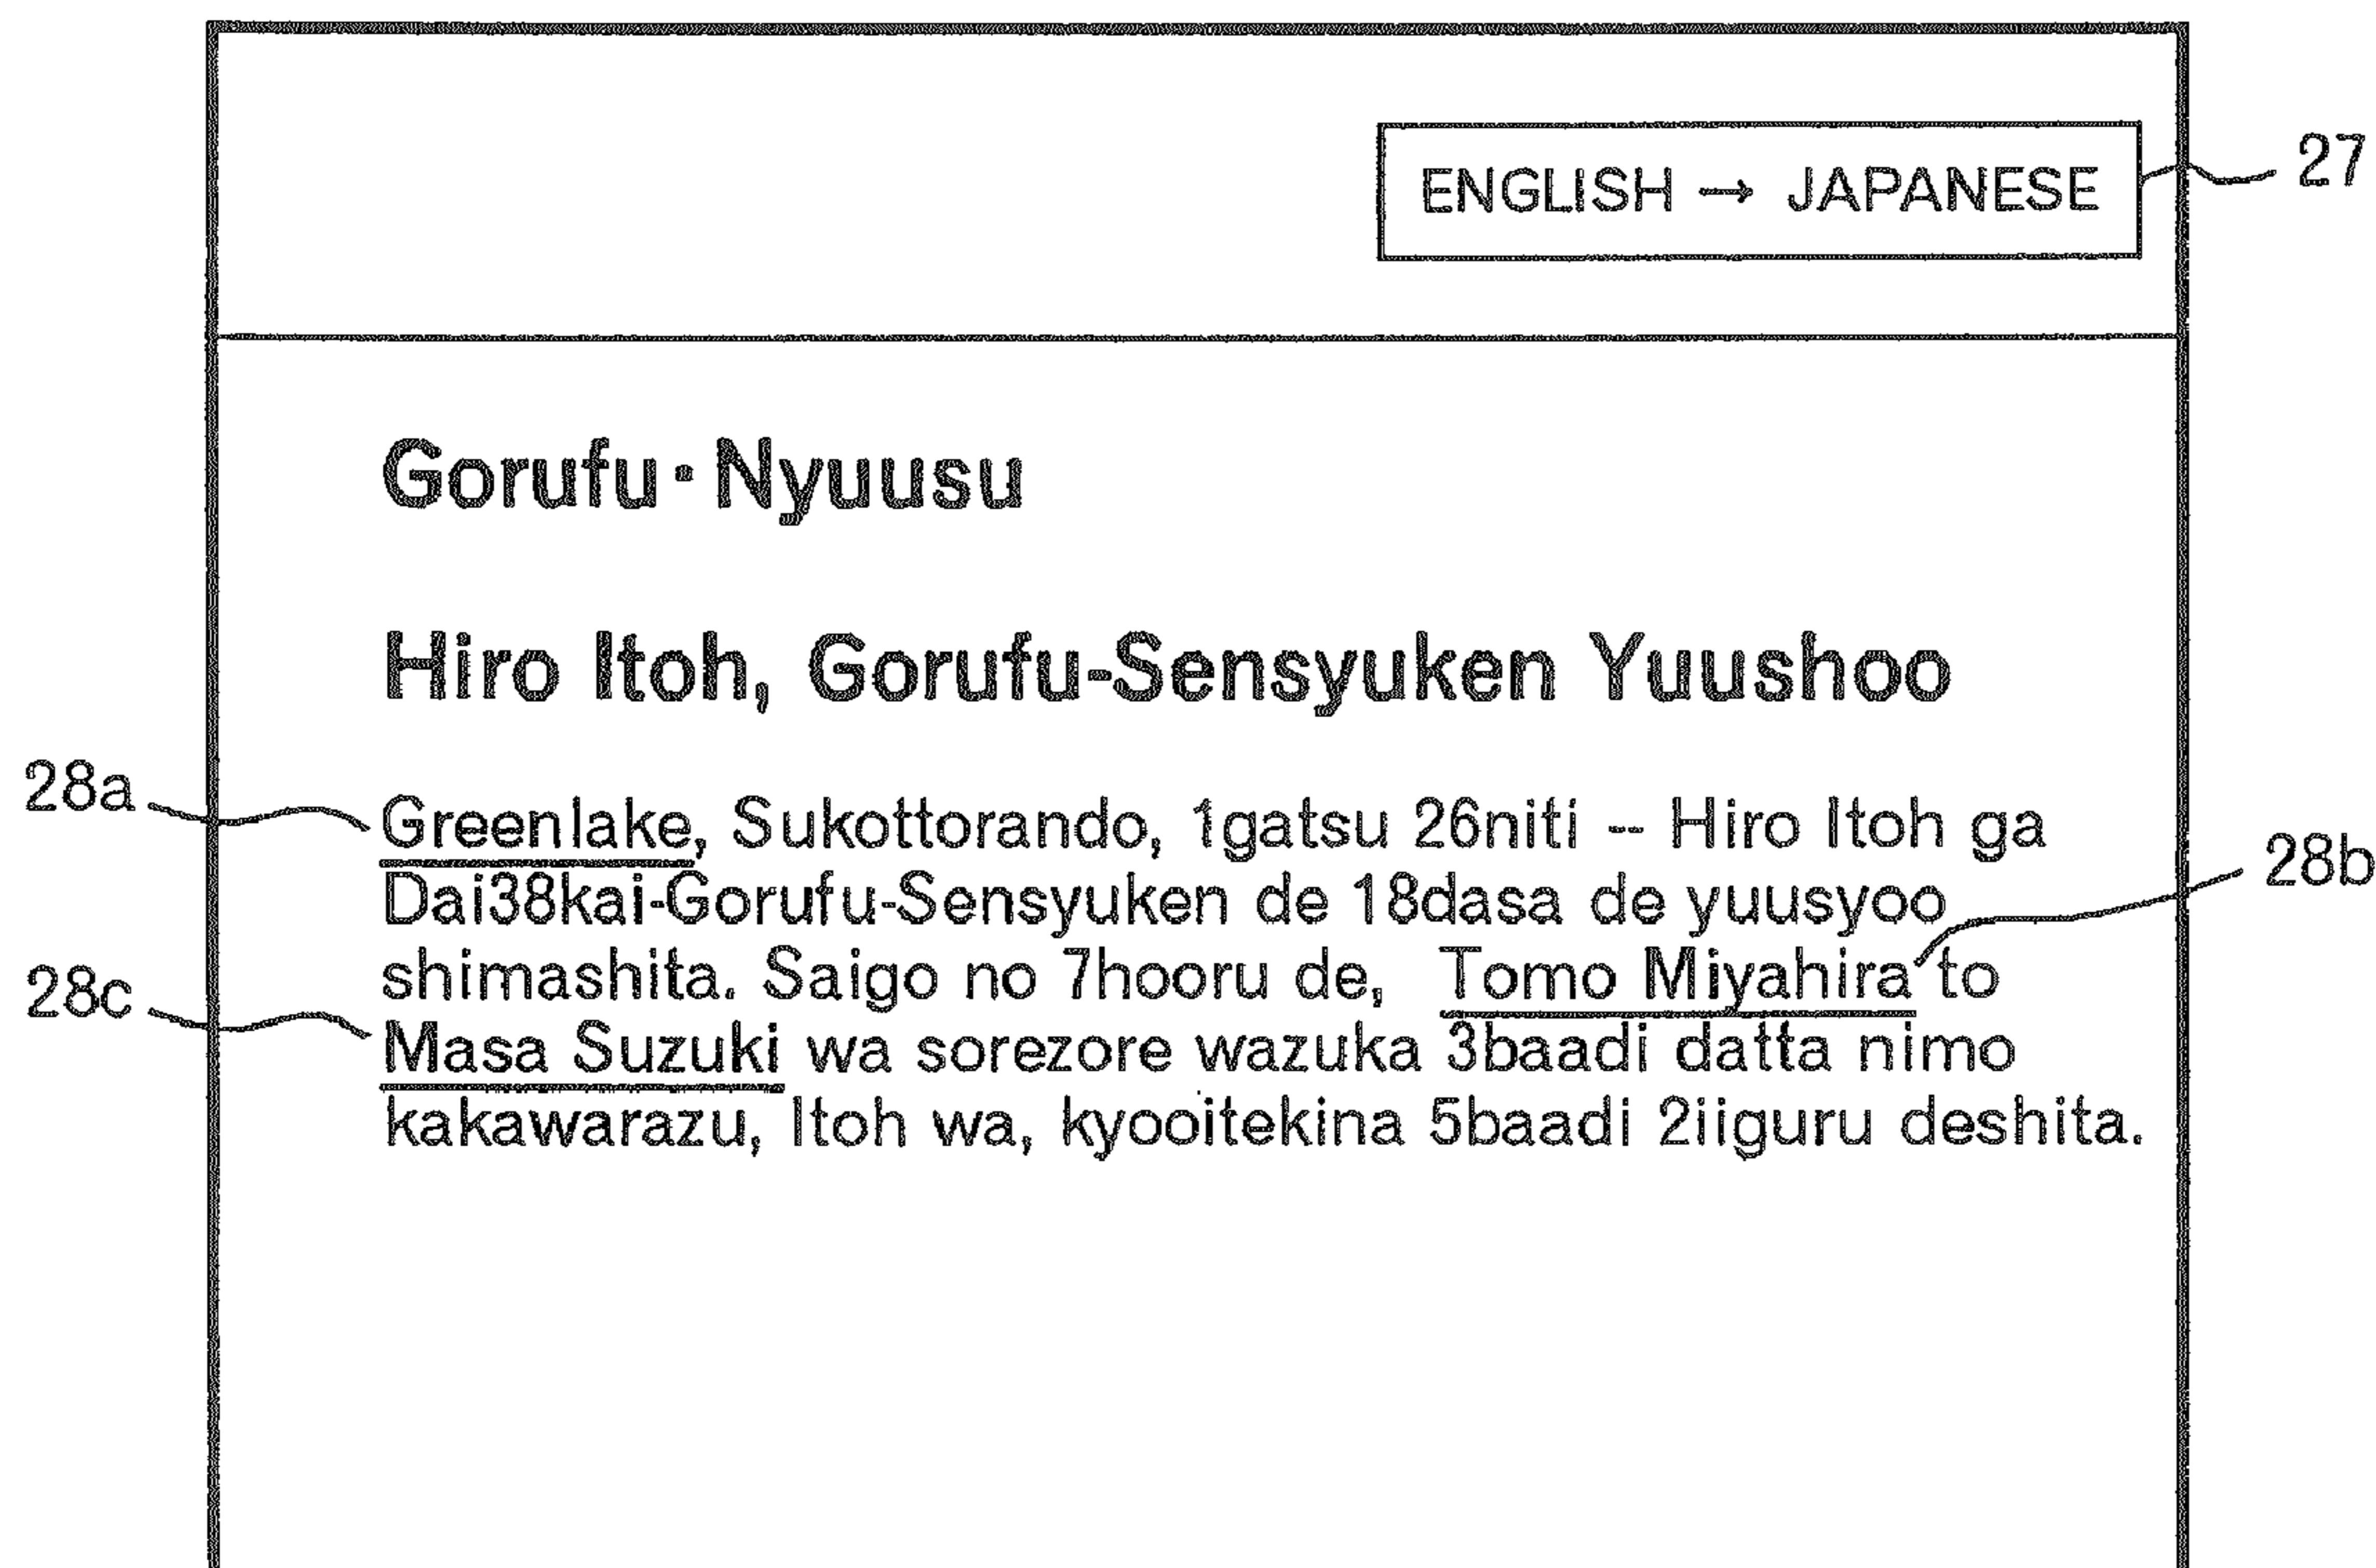 ENGLISH → JAPANESE
27
Gorufu・Nyuusu
Hiro Itoh, Gorufu-Sensyuken Yuushoo
28a
Greenlake, Sukottorando, 1gatsu 26niti -- Hiro Itoh ga
28b
Dai38kai-Gorufu-Sensyuken de 18dasa de yuusyoo
shimashita. Saigo no 7hooru de, Tomo Miyahira to
28c
Masa Suzuki wa sorezore wazuka 3baadi datta nimo
kakawarazu, Itoh wa, kyooitekina 5baadi 2iiguru deshita.